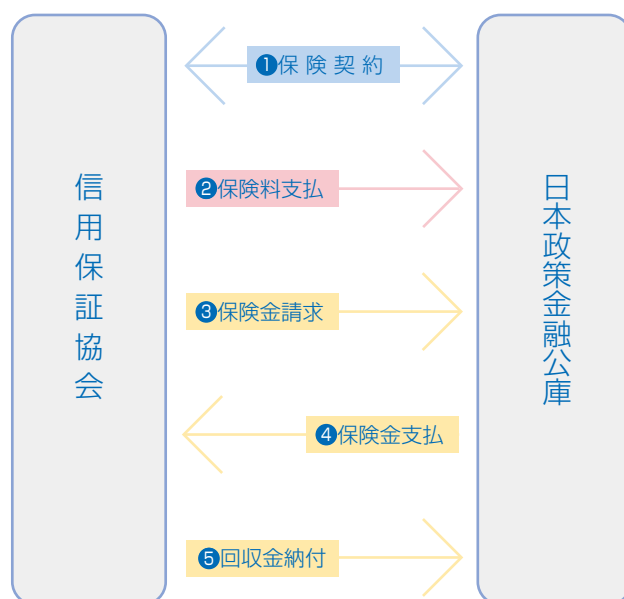 信用保証協会
❶保険契約
❷保険料支払
❸保険金請求
❹保険金支払
❺回収金納付
日本政策金融公庫